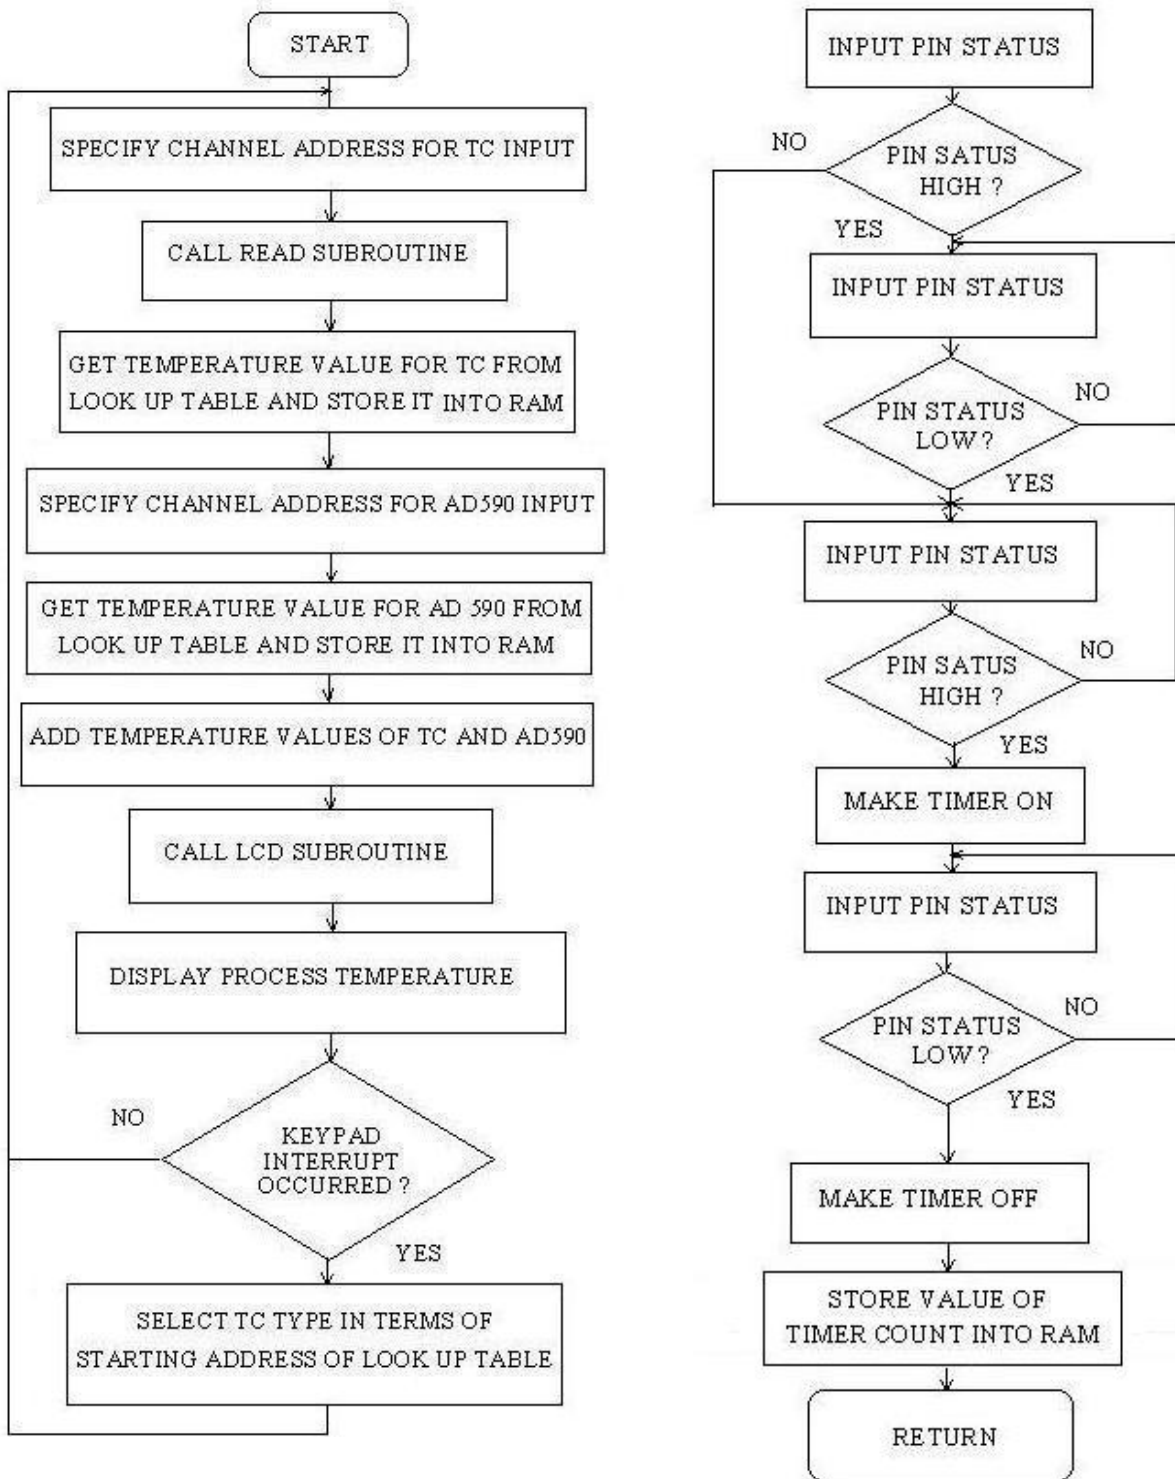 START
SPECIFY CHANNEL ADDRESS FOR TC INPUT
CALL READ SUBROUTINE
GET TEMPERATURE VALUE FOR TC FROM
LOOK UP TABLE AND STORE IT INTO RAM
SPECIFY CHANNEL ADDRESS FOR AD590 INPUT
GET TEMPERATURE VALUE FOR AD 590 FROM
LOOK UP TABLE AND STORE IT INTO RAM
ADD TEMPERATURE VALUES OF TC AND AD590
CALL LCD SUBROUTINE
DISPLAY PROCESS TEMPERATURE
NO
KEYPAD
INTERRUPT
OCCURRED ?
YES
SELECT TC TYPE IN TERMS OF
STARTING ADDRESS OF LOOK UP TABLE
INPUT PIN STATUS
NO
PIN SATUS
HIGH ?
YES
INPUT PIN STATUS
PIN STATUS
LOW ?
NO
YES
INPUT PIN STATUS
PIN SATUS
HIGH ?
NO
YES
MAKE TIMER ON
INPUT PIN STATUS
PIN STATUS
LOW ?
NO
YES
MAKE TIMER OFF
STORE VALUE OF
TIMER COUNT INTO RAM
RETURN